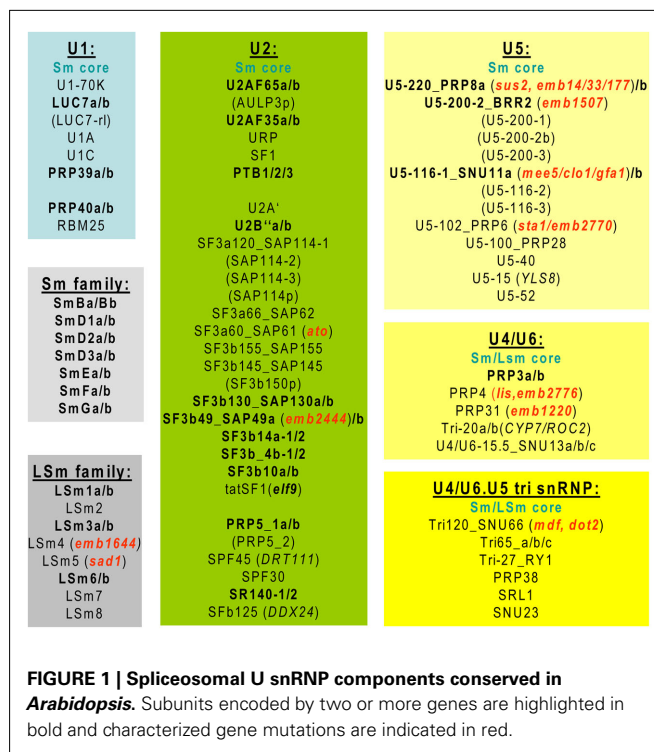 U1:
Sm core
U1-70K
LUC7a/b
(LUC7-rl)
U1A
U1C
PRP39a/b
PRP40a/b
RBM25
Sm family:
SmBa/Bb
SmD1a/b
SmD2a/b
SmD3a/b
SmEa/b
SmFa/b
SmGa/b
LSm family:
LSm1a/b
LSm2
LSm3a/b
LSm4 (emb1644)
LSm5 (sad1)
LSm6/b
LSm7
LSm8
U2:
Sm core
U2AF65a/b
(AULP3p)
U2AF35a/b
URP
SF1
PTB1/2/3
U2A‘
U2B‘‘a/b
SF3a120_SAP114-1
(SAP114-2)
(SAP114-3)
(SAP114p)
SF3a66_SAP62
SF3a60_SAP61 (ato)
SF3b155_SAP155
SF3b145_SAP145
(SF3b150p)
SF3b130_SAP130a/b
SF3b49_SAP49a (emb2444)/b
SF3b14a-1/2
SF3b_4b-1/2
SF3b10a/b
tatSF1(elf9)
PRP5_1a/b
(PRP5_2)
SPF45 (DRT111)
SPF30
SR140-1/2
SFb125 (DDX24)
U5:
Sm core
U5-220_PRP8a (sus2, emb14/33/177)/b
U5-200-2_BRR2 (emb1507)
(U5-200-1)
(U5-200-2b)
(U5-200-3)
U5-116-1_SNU11a (mee5/clo1/gfa1)/b
(U5-116-2)
(U5-116-3)
U5-102_PRP6 (sta1/emb2770)
U5-100_PRP28
U5-40
U5-15 (YLS8)
U5-52
U4/U6:
Sm/Lsm core
PRP3a/b
PRP4 (lis,emb2776)
PRP31 (emb1220)
Tri-20a/b(CYP7/ROC2)
U4/U6-15.5_SNU13a/b/c
U4/U6.U5 tri snRNP:
Sm/LSm core
Tri120_SNU66 (mdf, dot2)
Tri65_a/b/c
Tri-27_RY1
PRP38
SRL1
SNU23
FIGURE 1 | Spliceosomal U snRNP components conserved in
Arabidopsis. Subunits encoded by two or more genes are highlighted in
bold and characterized gene mutations are indicated in red.